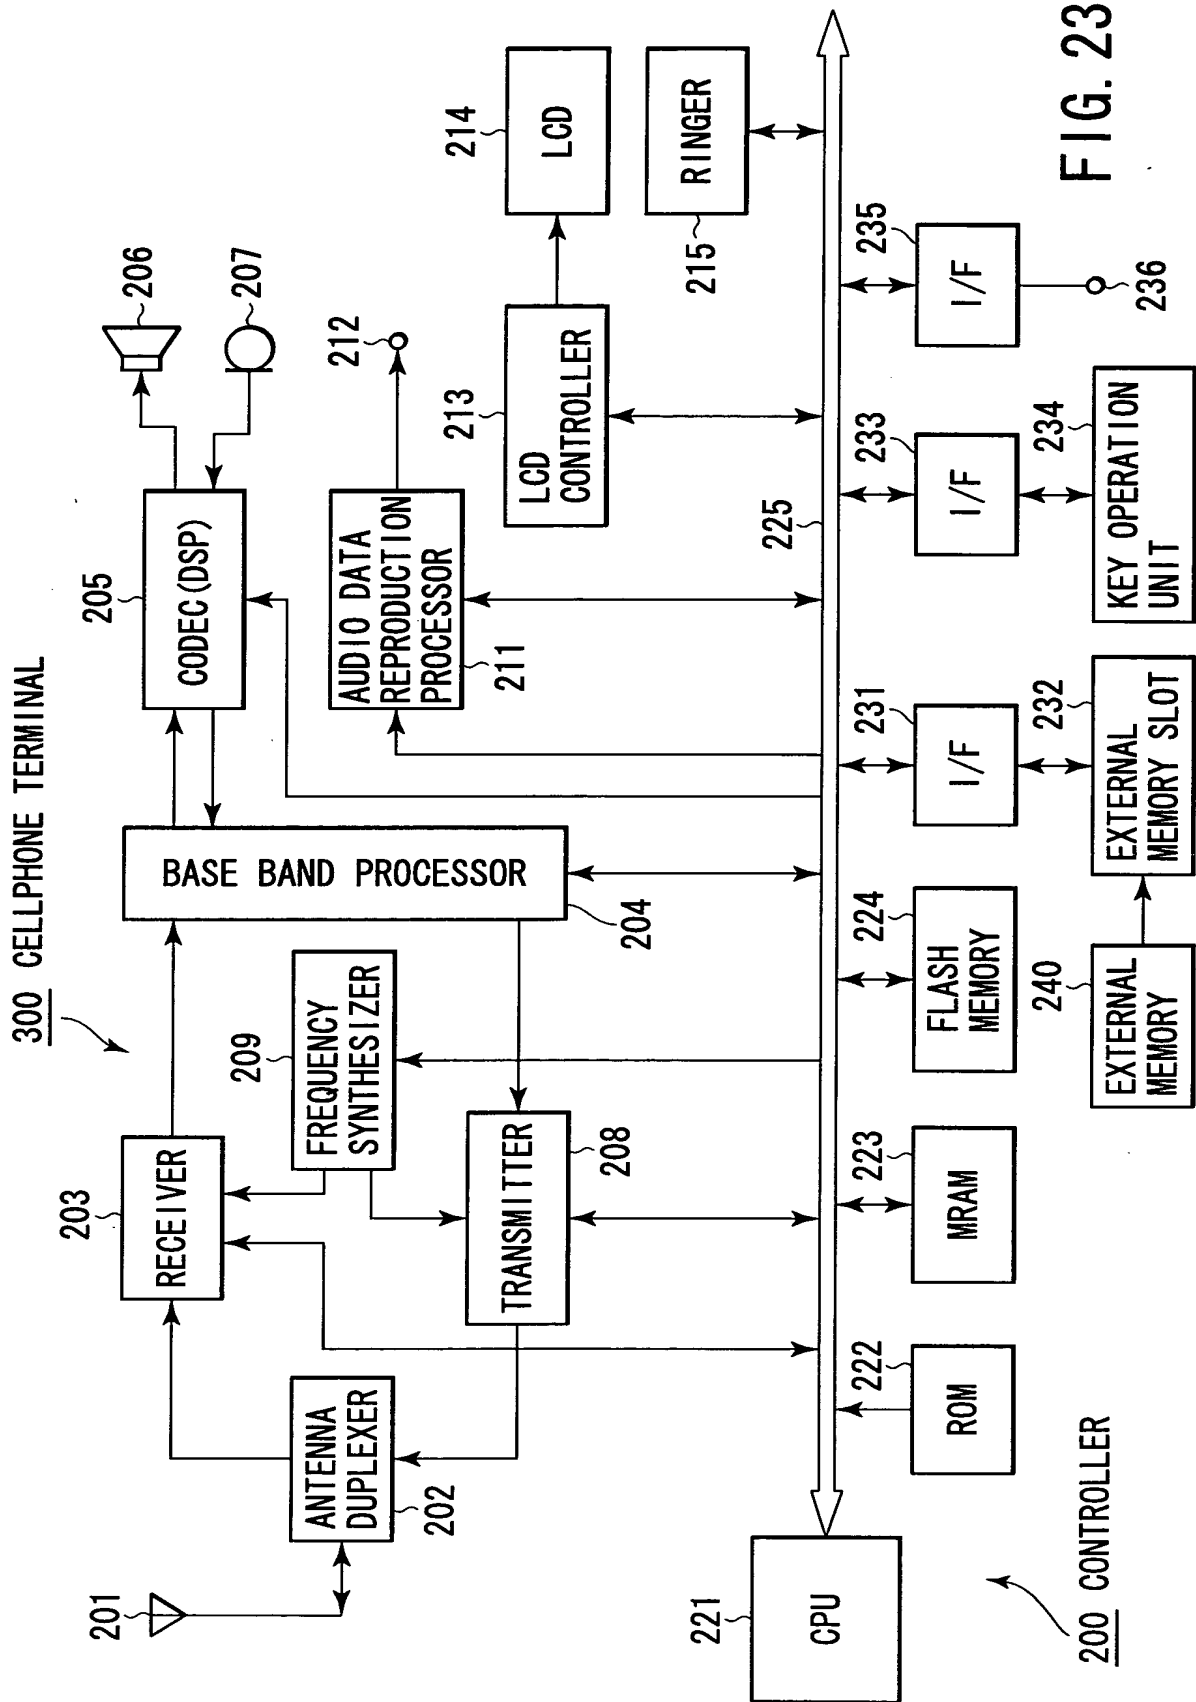 300 CELLPHONE TERMINAL
201
ANTENNA
DUPLEXER
202
203
RECEIVER
209
FREQUENCY
SYNTHESIZER
TRANSMITTER
208
BASE BAND PROCESSOR
204
205
CODEC(DSP)
206
207
AUDIO DATA
REPRODUCTION
PROCESSOR
211
212
213
LCD
CONTROLLER
214
LCD
RINGER
215
221
CPU
225
222
ROM
223
MRAM
224
FLASH
MEMORY
231
I/F
232
EXTERNAL
MEMORY SLOT
240
EXTERNAL
MEMORY
233
I/F
234
KEY OPERATION
UNIT
235
I/F
236
200 CONTROLLER
FIG. 23